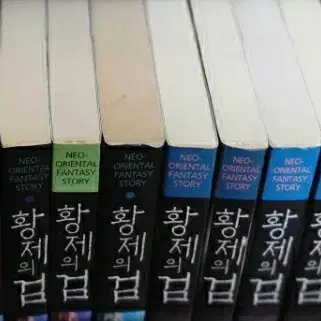 NEO-
ORIENTAL
FANTASY
STORY
황제의 검
NEO-
ORIENTAL
FANTASY
STORY
황제의 검
NEO-
ORIENTAL
FANTASY
STORY
황제의 검
NEO-
ORIENTAL
FANTASY
STORY
황제의 검
NEO-
ORIENTAL
FANTASY
STORY
황제의 검
NEO-
ORIENTAL
FANTASY
STORY
황제의 검